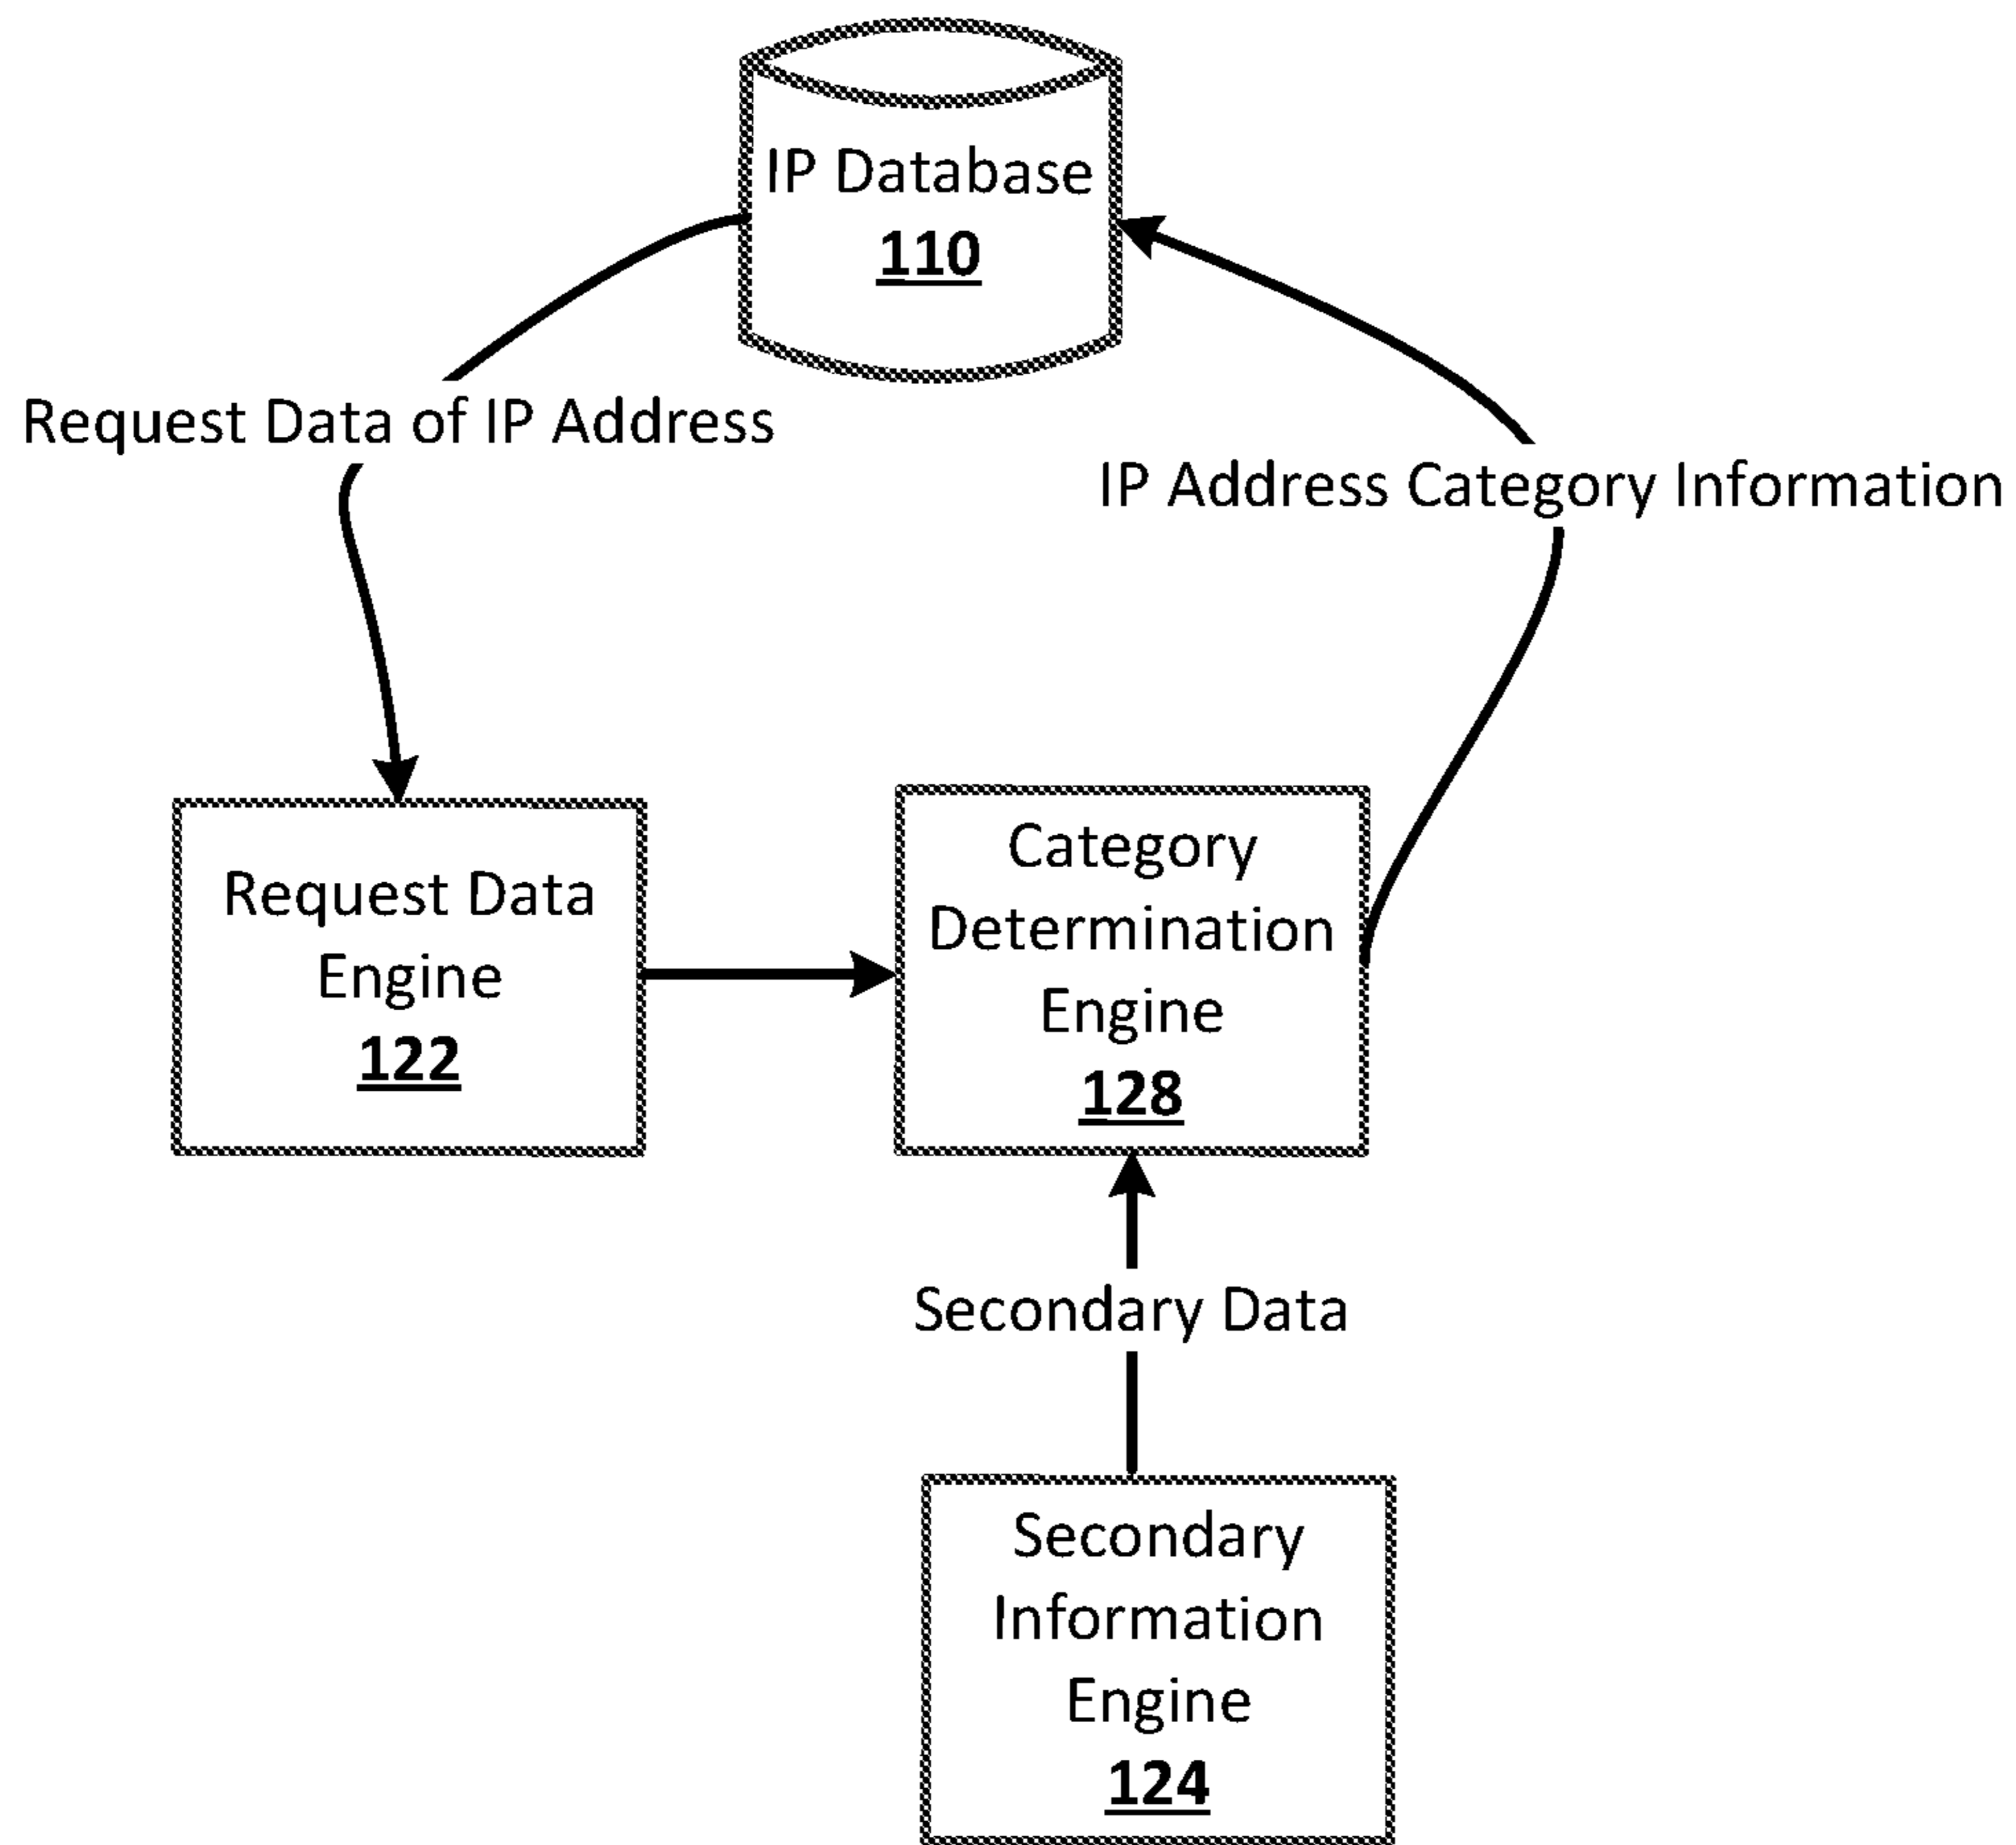 IP Database
110
Request Data of IP Address
IP Address Category Information
Request Data
Engine
122
Category
Determination
Engine
128
Secondary Data
Secondary
Information
Engine
124